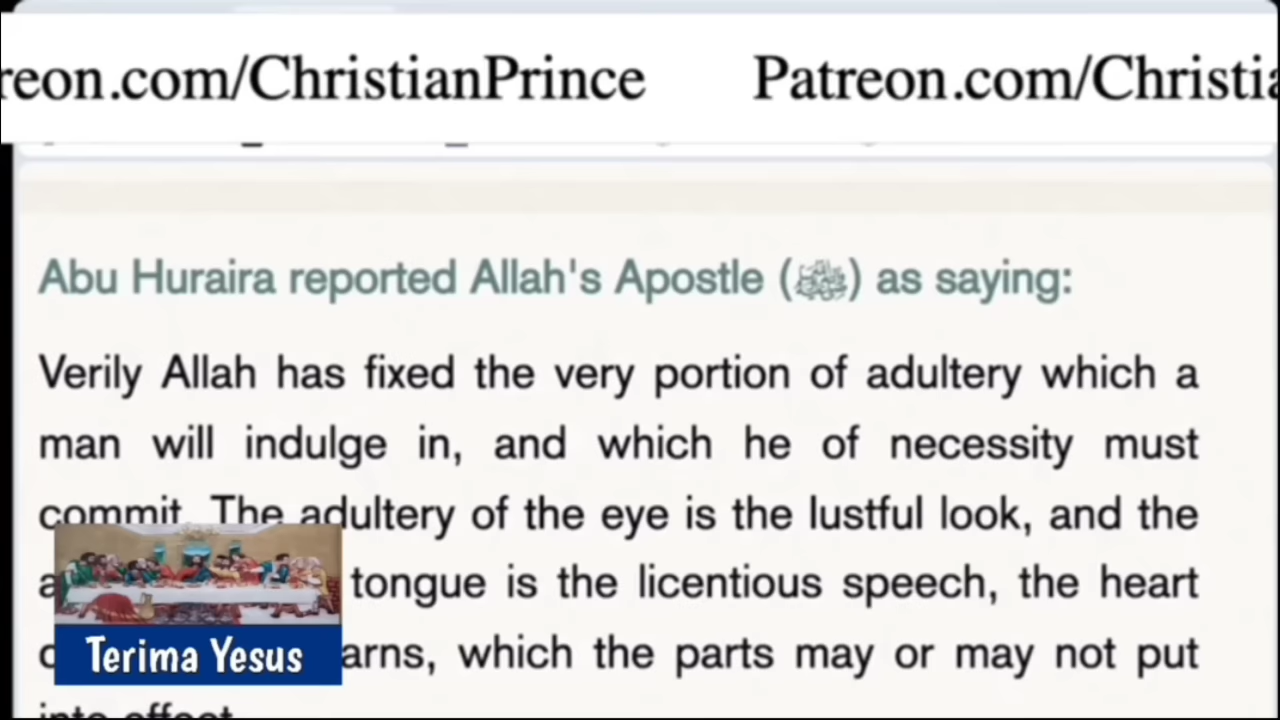 reon.com/ChristianPrince Patreon.com/Christia
Abu Huraira reported Allah's Apostle (ﷺ) as saying:
Verily Allah has fixed the very portion of adultery which a
man will indulge in, and which he of necessity must
commit. The adultery of the eye is the lustful look, and the
tongue is the licentious speech, the heart
arns, which the parts may or may not put
into effect.
Terima Yesus